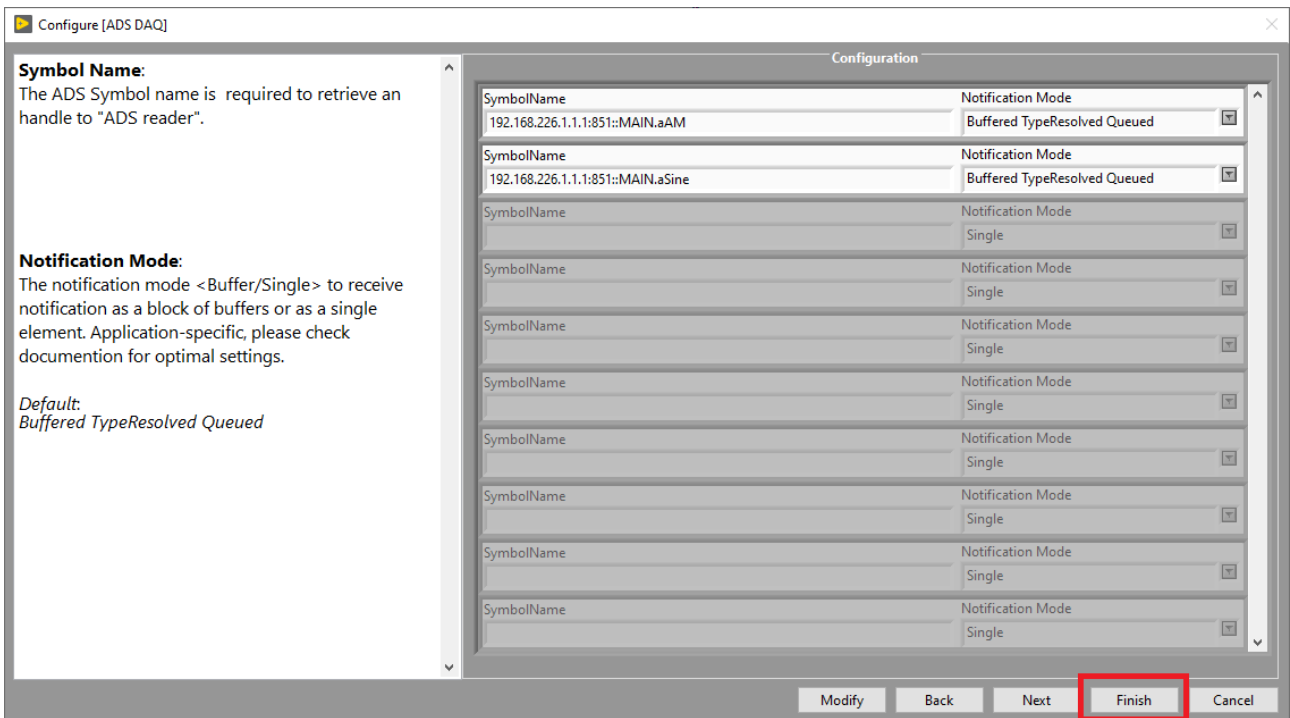 Configure [ADS DAQ]
Symbol Name:
The ADS Symbol name is required to retrieve an
handle to "ADS reader".
Notification Mode:
The notification mode <Buffer/Single> to receive
notification as a block of buffers or as a single
element. Application-specific, please check
documention for optimal settings.
Default:
Buffered TypeResolved Queued
Configuration
SymbolName Notification Mode
192.168.226.1.1.1:851::MAIN.aAM Buffered TypeResolved Queued
SymbolName Notification Mode
192.168.226.1.1.1:851::MAIN.aSine Buffered TypeResolved Queued
SymbolName Notification Mode
Single
SymbolName Notification Mode
Single
SymbolName Notification Mode
Single
SymbolName Notification Mode
Single
SymbolName Notification Mode
Single
SymbolName Notification Mode
Single
SymbolName Notification Mode
Single
SymbolName Notification Mode
Single
Modify Back Next Finish Cancel